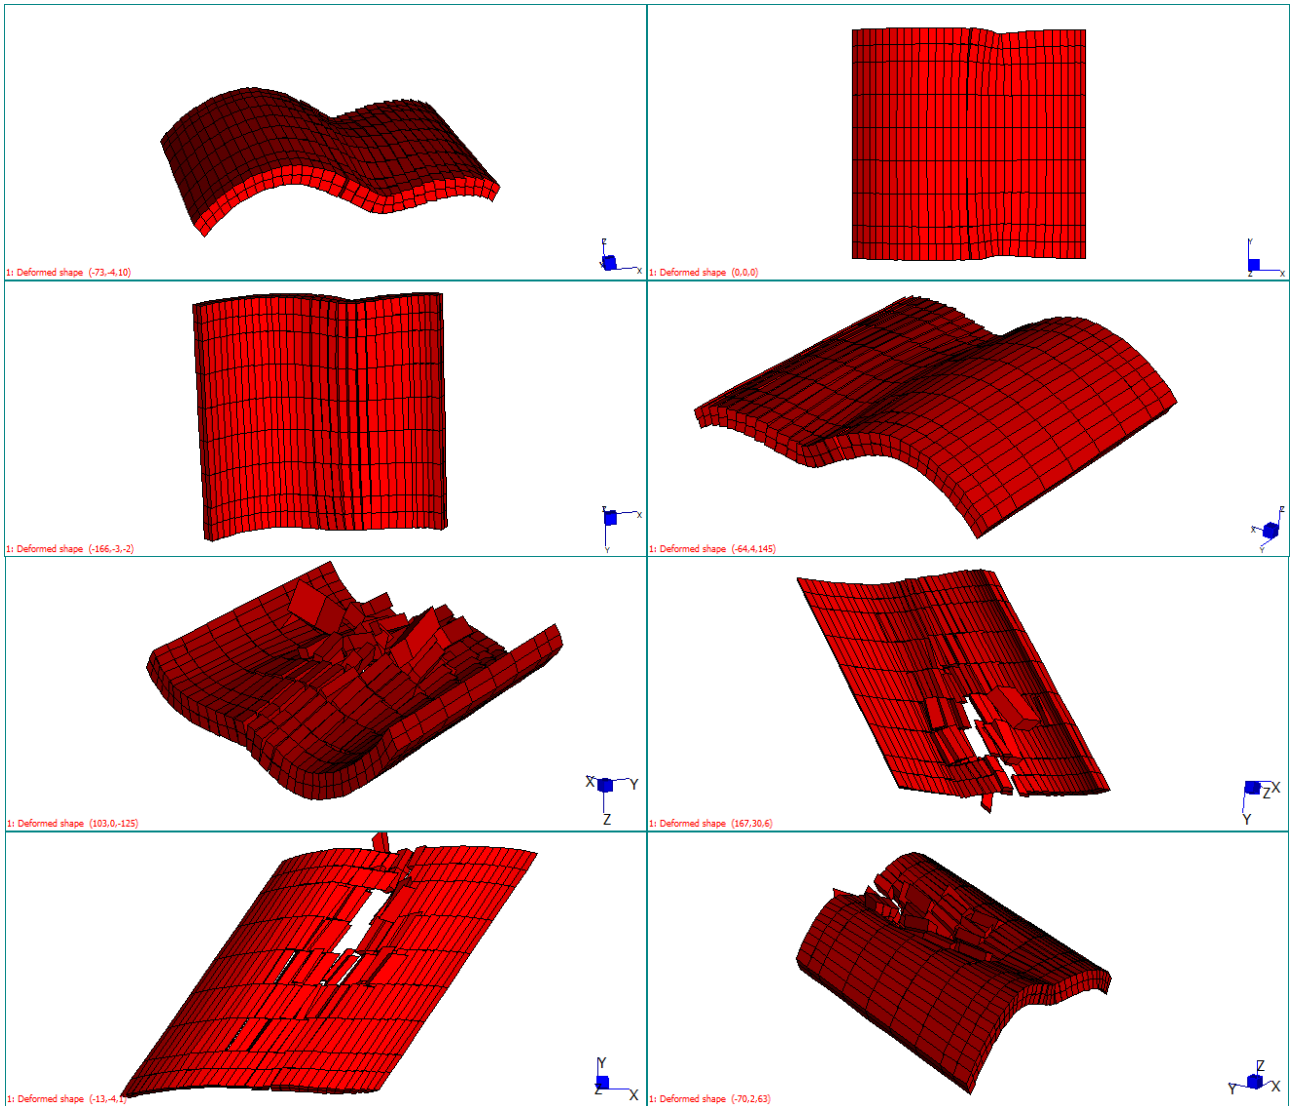 Z
Y
X
1: Deformed shape (-73,-4,10)
Y
Z
X
1: Deformed shape (0,0,0)
Z
X
Y
1: Deformed shape (-166,-3,-2)
Z
X
Y
1: Deformed shape (-64,4,145)
X
Y
Z
1: Deformed shape (103,0,-125)
X
Z
Y
1: Deformed shape (167,30,6)
Y
Z
X
1: Deformed shape (-13,-4,1)
Z
Y
X
1: Deformed shape (-70,2,63)